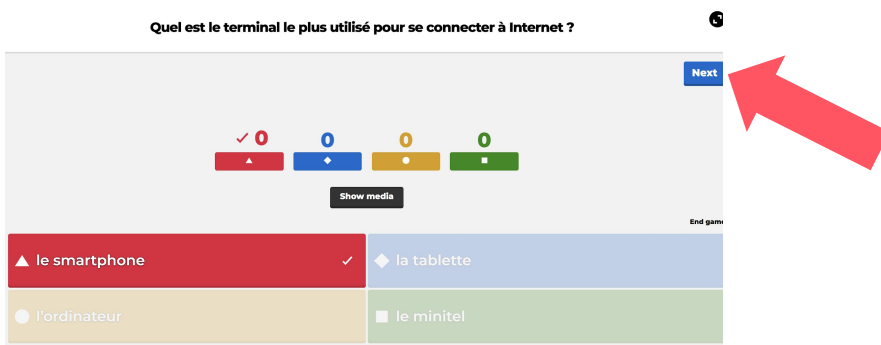 Quel est le terminal le plus utilisé pour se connecter à Internet ?
Next
0 0 0 0
Show media
End game
le smartphone
la tablette
l'ordinateur
le minitel